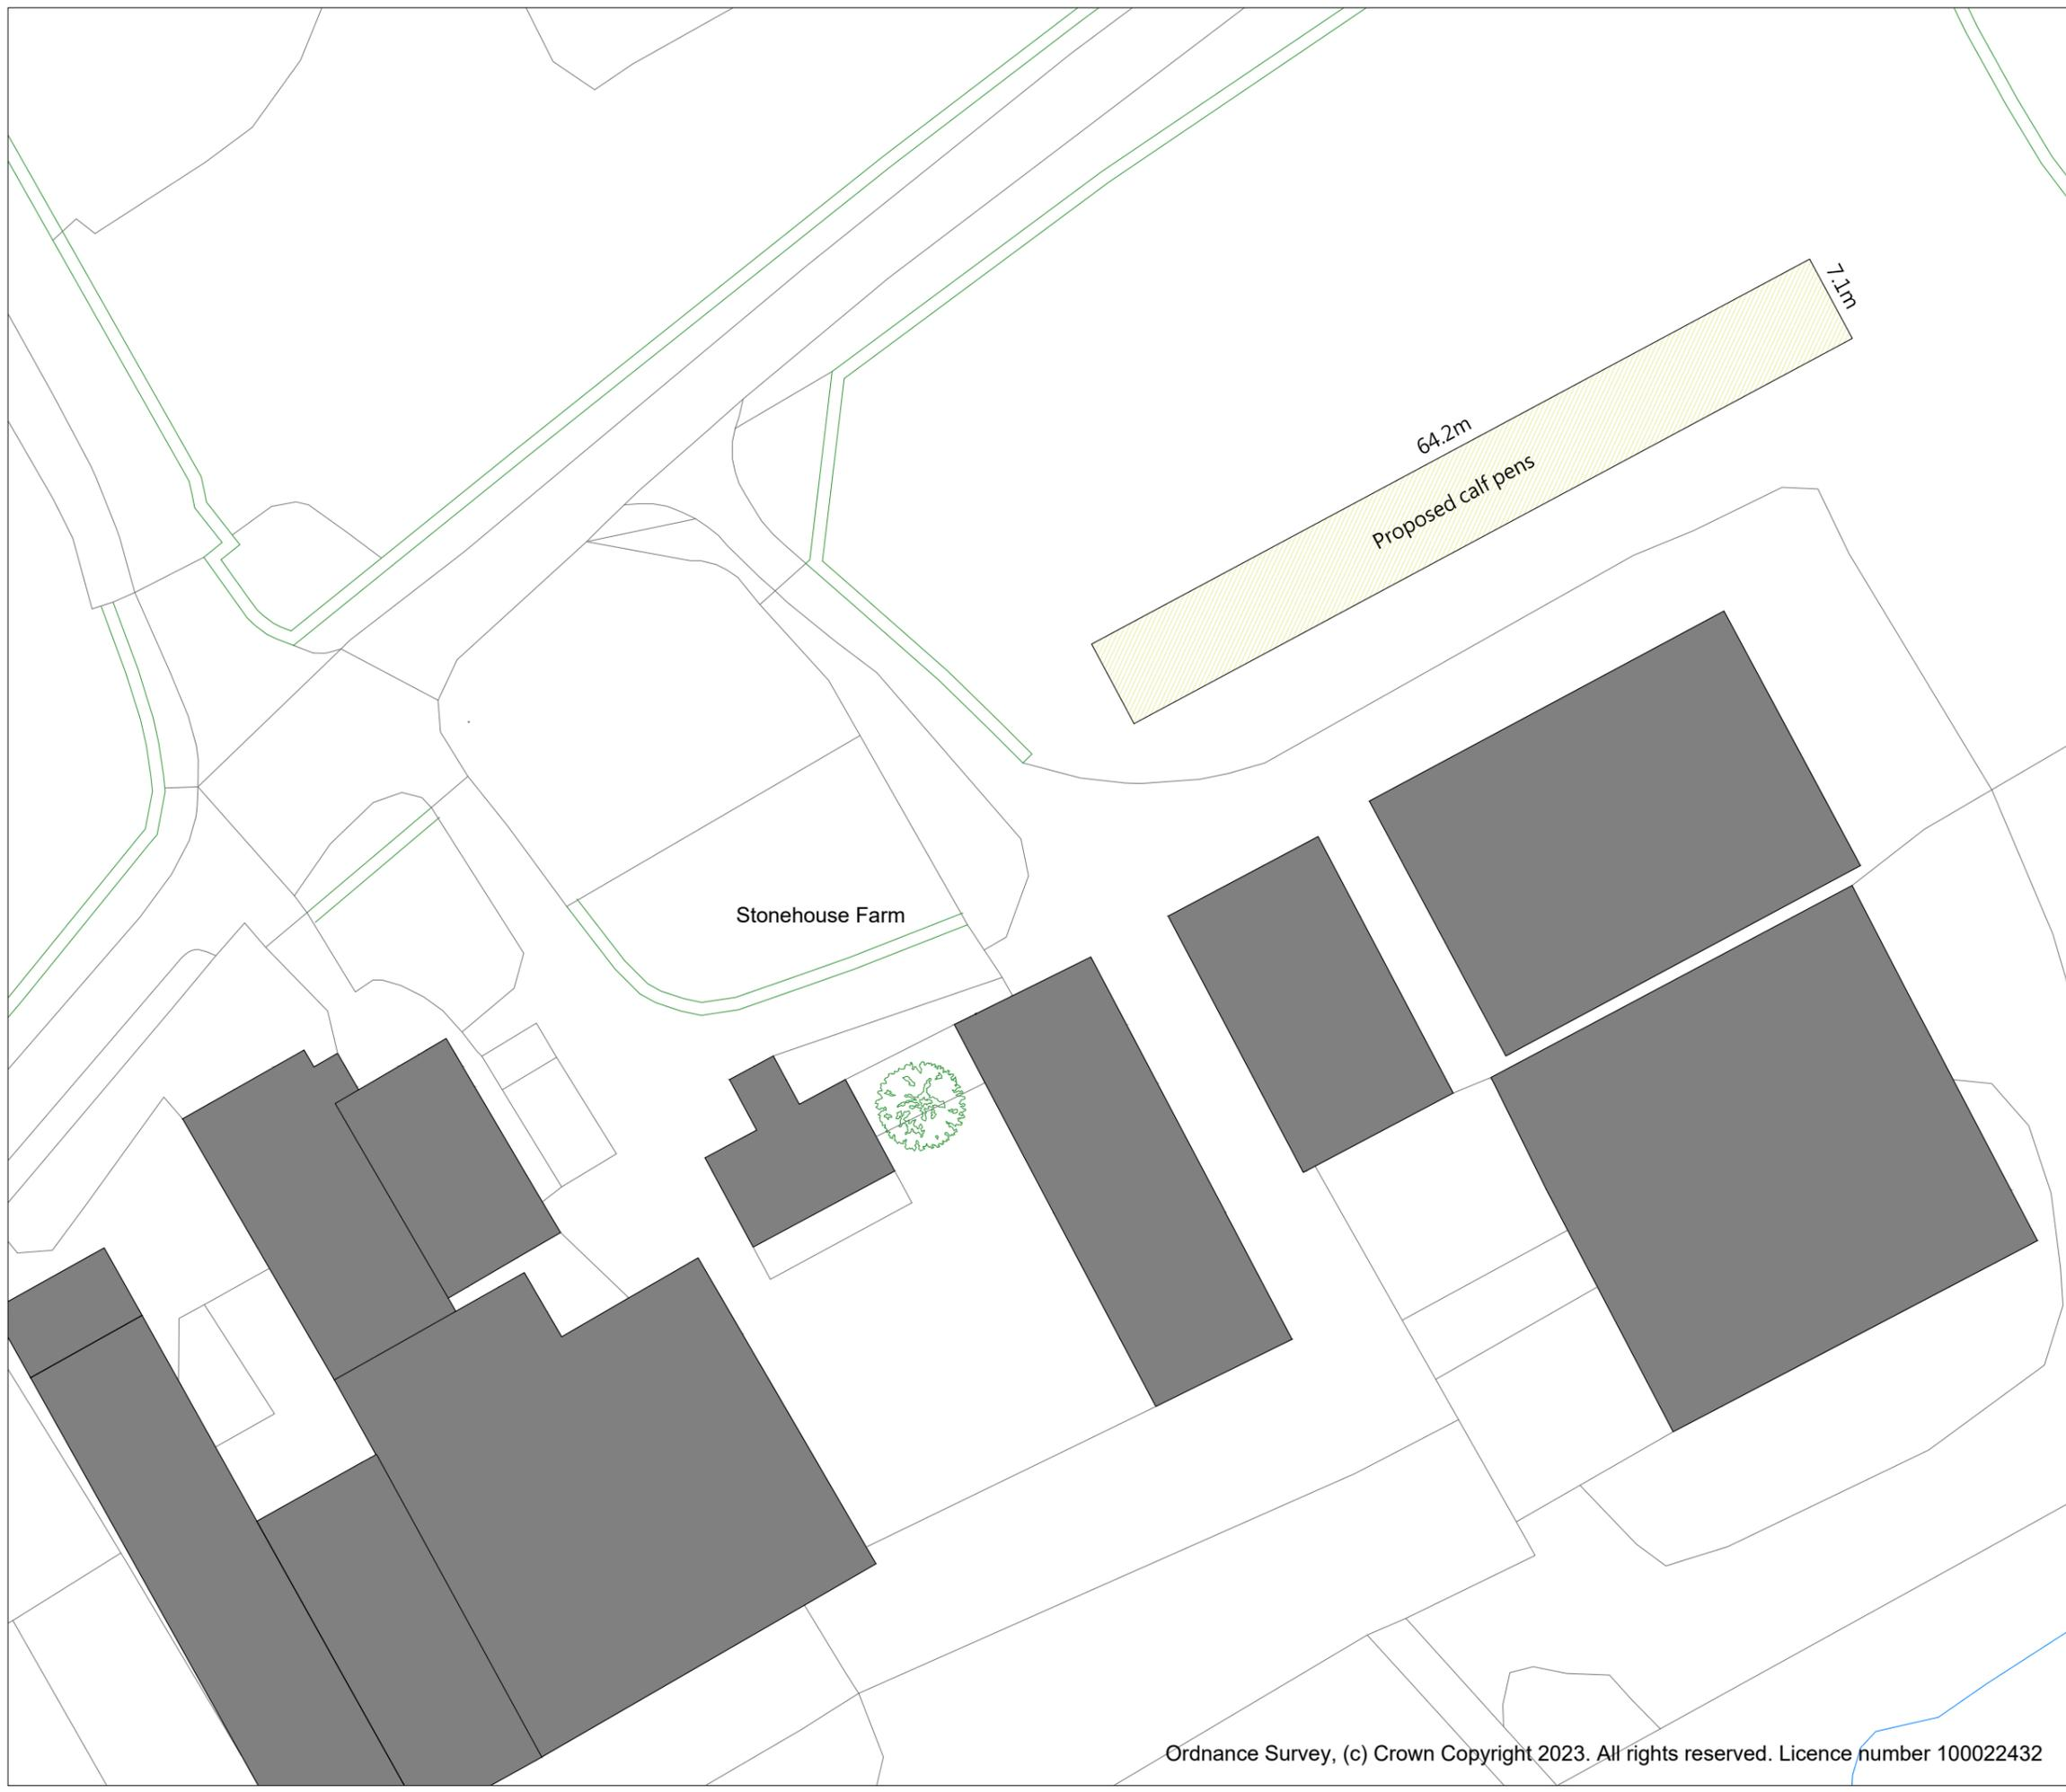 7.1m
64.2m
Proposed calf pens
Stonehouse Farm
Ordnance Survey, (c) Crown Copyright 2023. All rights reserved. Licence number 100022432